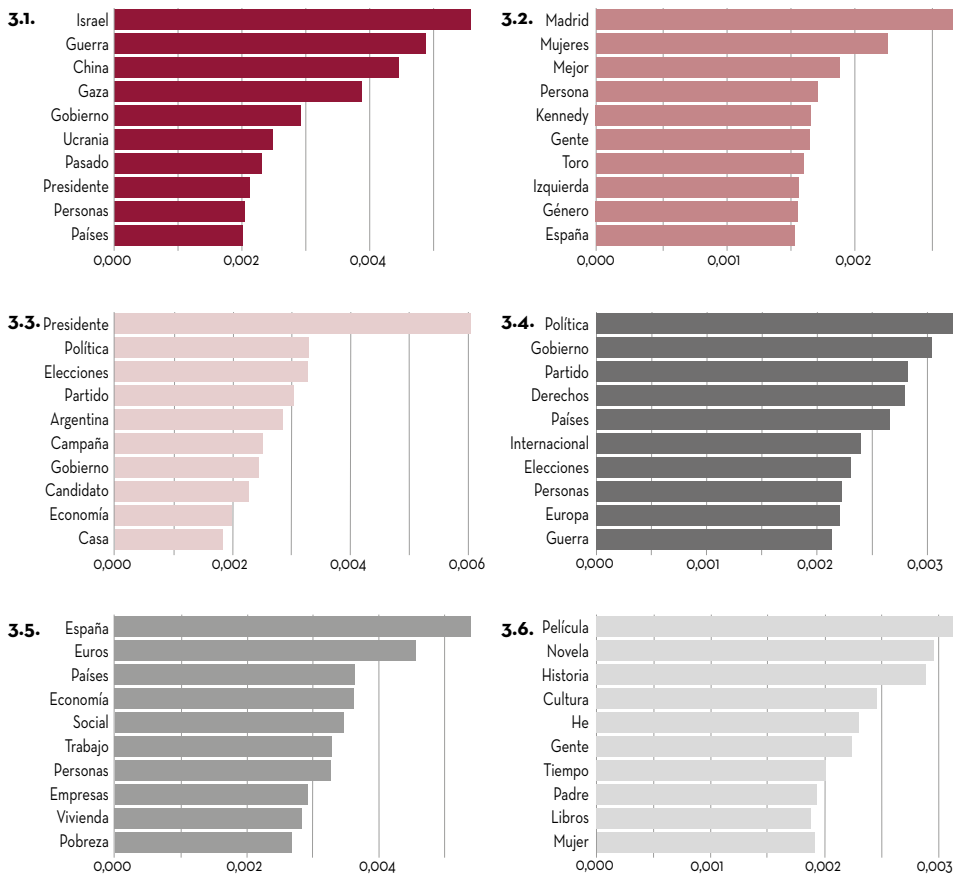 3.1.
Israel
Guerra
China
Gaza
Gobierno
Ucrania
Pasado
Presidente
Personas
Países
0,000 0,002 0,004
3.2.
Madrid
Mujeres
Mejor
Persona
Kennedy
Gente
Toro
Izquierda
Género
España
0,000 0,001 0,002
3.3.
Presidente
Política
Elecciones
Partido
Argentina
Campaña
Gobierno
Candidato
Economía
Casa
0,000 0,002 0,004 0,006
3.4.
Política
Gobierno
Partido
Derechos
Países
Internacional
Elecciones
Personas
Europa
Guerra
0,000 0,001 0,002 0,003
3.5.
España
Euros
Países
Economía
Social
Trabajo
Personas
Empresas
Vivienda
Pobreza
0,000 0,002 0,004
3.6.
Película
Novela
Historia
Cultura
He
Gente
Tiempo
Padre
Libros
Mujer
0,000 0,001 0,002 0,003